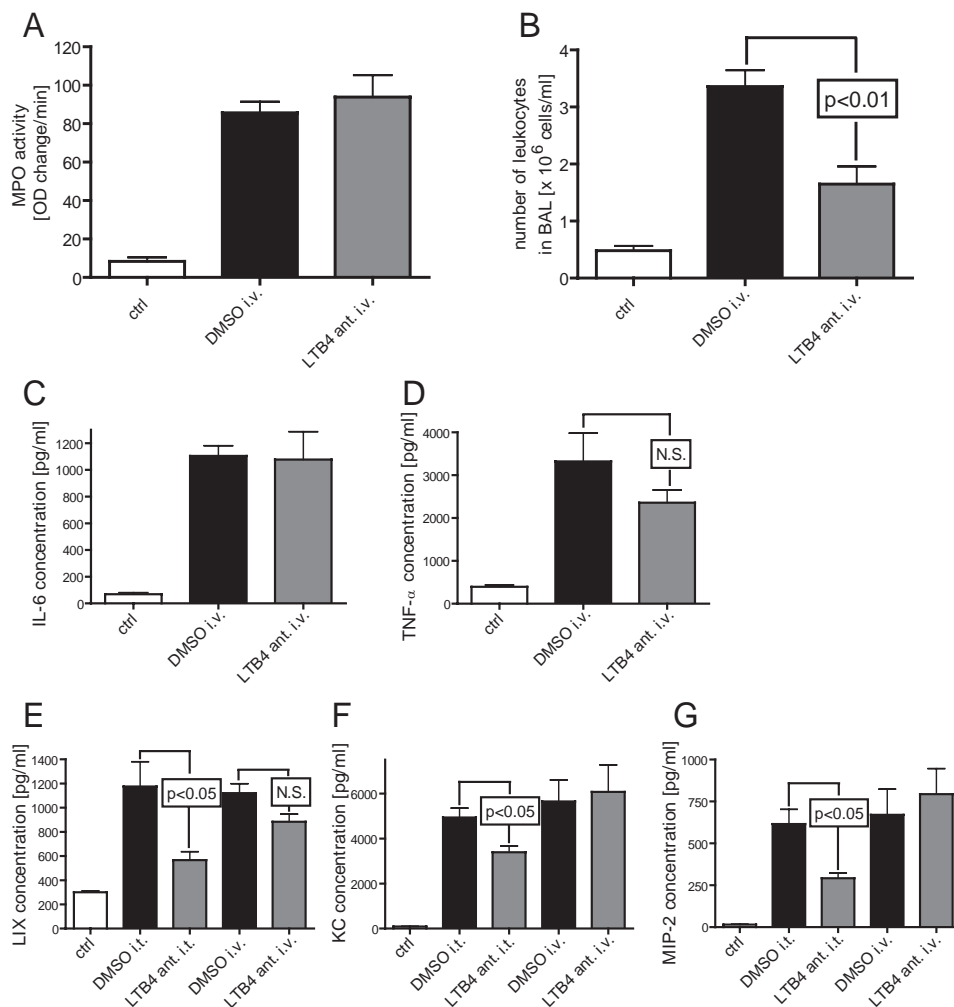 A
MPO activity
[OD change/min]
120
100
80
60
40
20
0
ctrl
DMSO i.v.
LTB4 ant. i.v.
B
number of leukocytes
in BAL [x 10⁶ cells/ml]
4
3
2
1
0
p<0.01
ctrl
DMSO i.v.
LTB4 ant. i.v.
C
IL-6 concentration [pg/ml]
1200
1000
800
600
400
200
0
ctrl
DMSO i.v.
LTB4 ant. i.v.
D
TNF-α concentration [pg/ml]
4000
3000
2000
1000
0
N.S.
ctrl
DMSO i.v.
LTB4 ant. i.v.
E
LIX concentration [pg/ml]
1400
1200
1000
800
600
400
200
0
p<0.05
N.S.
ctrl
DMSO i.t.
LTB4 ant. i.t.
DMSO i.v.
LTB4 ant. i.v.
F
KC concentration [pg/ml]
6000
4000
2000
0
p<0.05
ctrl
DMSO i.t.
LTB4 ant. i.t.
DMSO i.v.
LTB4 ant. i.v.
G
MIP-2 concentration [pg/ml]
1000
750
500
250
0
p<0.05
ctrl
DMSO i.t.
LTB4 ant. i.t.
DMSO i.v.
LTB4 ant. i.v.